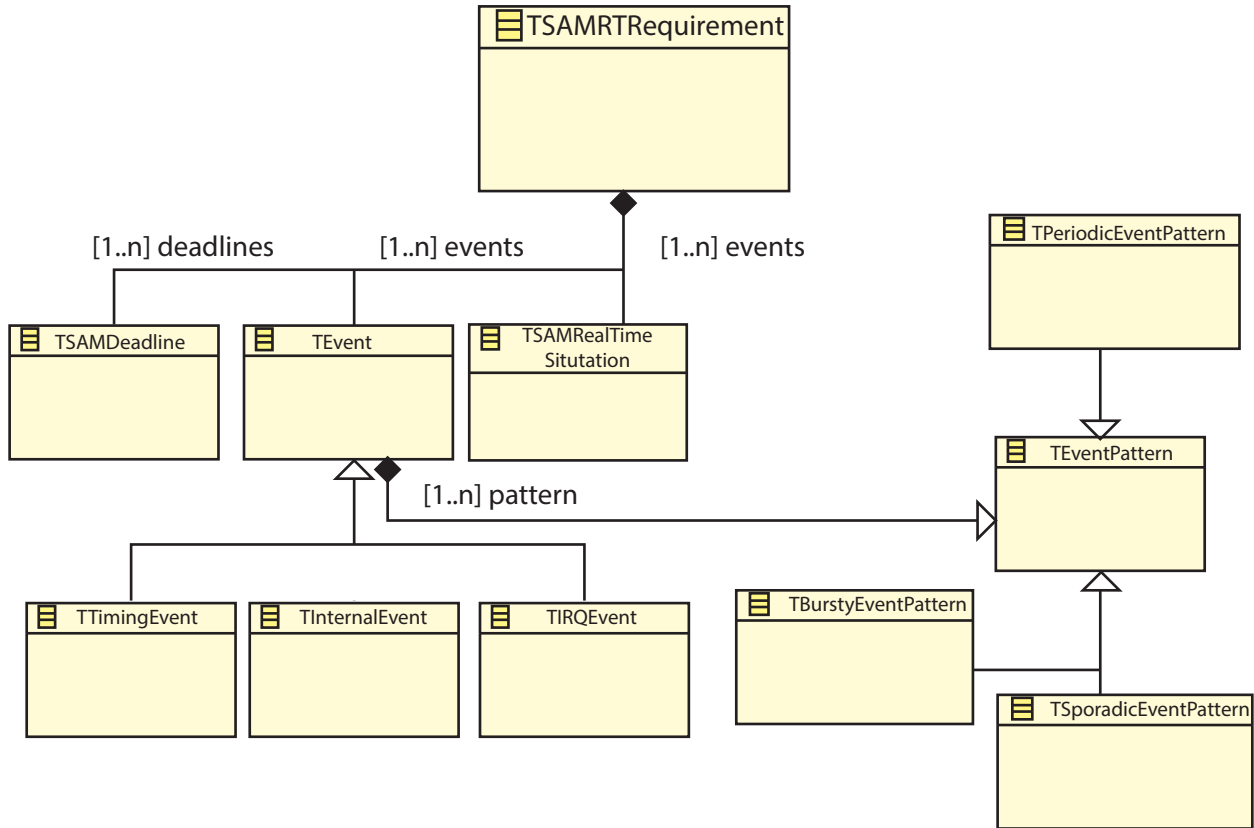 TSAMRTRequirement
[1..n] deadlines
[1..n] events
[1..n] events
TPeriodicEventPattern
TSAMDeadline
TEvent
TSAMRealTime
Situtation
TEventPattern
[1..n] pattern
TTimingEvent
TInternalEvent
TIRQEvent
TBurstyEventPattern
TSporadicEventPattern